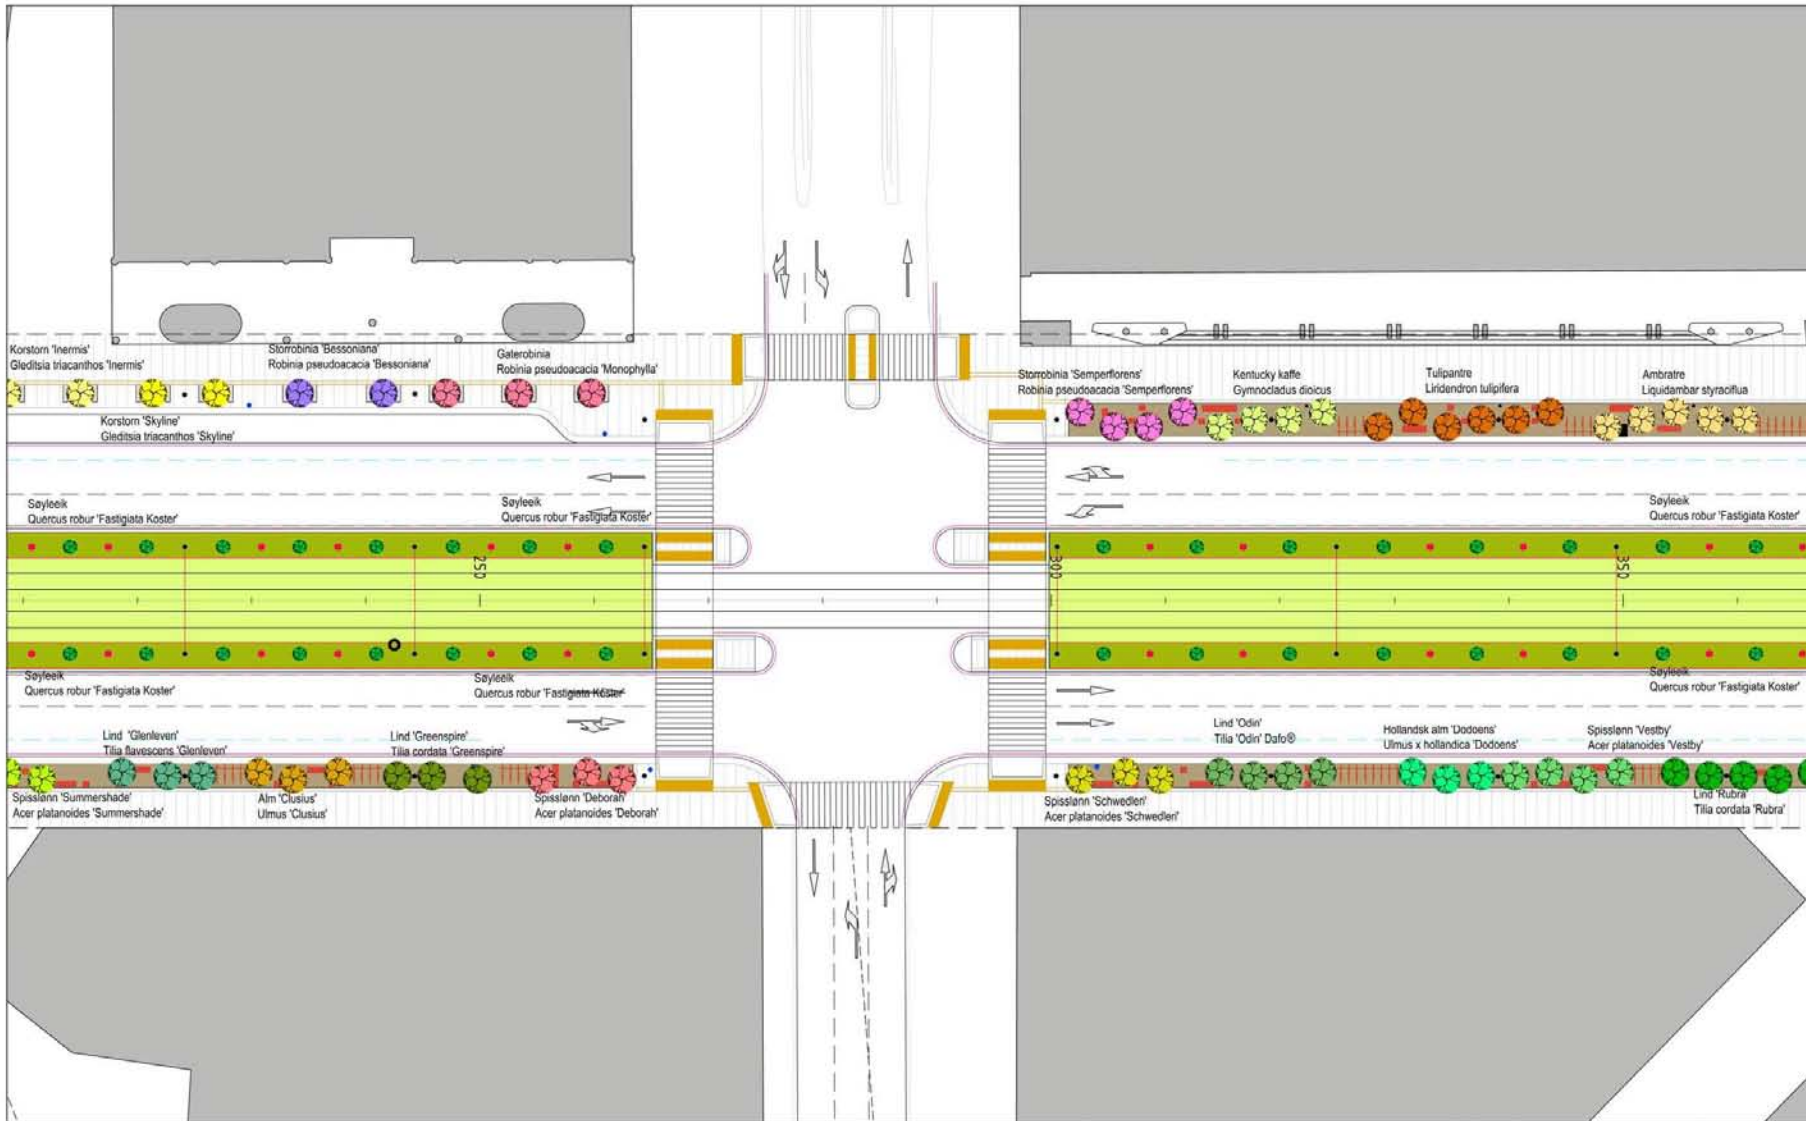 Korstorn 'Inermis'
Gleditsia triacanthos 'Inermis'
Storrobinia 'Bessoniana'
Robinia pseudoacacia 'Bessoniana'
Gaterobinia
Robinia pseudoacacia 'Monophylla'
Storrobinia 'Semperflorens'
Robinia pseudoacacia 'Semperflorens'
Kentucky kaffe
Gymnocladus dioicus
Tulipantre
Liridendron tulipifera
Ambratre
Liquidambar styraciflua
Korstorn 'Skyline'
Gleditsia triacanthos 'Skyline'
Søyleeik
Quercus robur 'Fastigiata Koster'
Søyleeik
Quercus robur 'Fastigiata Koster'
Søyleeik
Quercus robur 'Fastigiata Koster'
250
300
350
Søyleeik
Quercus robur 'Fastigiata Koster'
Søyleeik
Quercus robur 'Fastigiata Koster'
Søyleeik
Quercus robur 'Fastigiata Koster'
Lind 'Glenleven'
Tilia flavescens 'Glenleven'
Lind 'Greenspire'
Tilia cordata 'Greenspire'
Lind 'Odin'
Tilia 'Odin' Dafo®
Hollandsk alm 'Dodoens'
Ulmus x hollandica 'Dodoens'
Spisslønn 'Vestby'
Acer platanoides 'Vestby'
Spisslønn 'Summershade'
Acer platanoides 'Summershade'
Alm 'Clusius'
Ulmus 'Clusius'
Spisslønn 'Deborah'
Acer platanoides 'Deborah'
Spisslønn 'Schwedleri'
Acer platanoides 'Schwedleri'
Lind 'Rubra'
Tilia cordata 'Rubra'